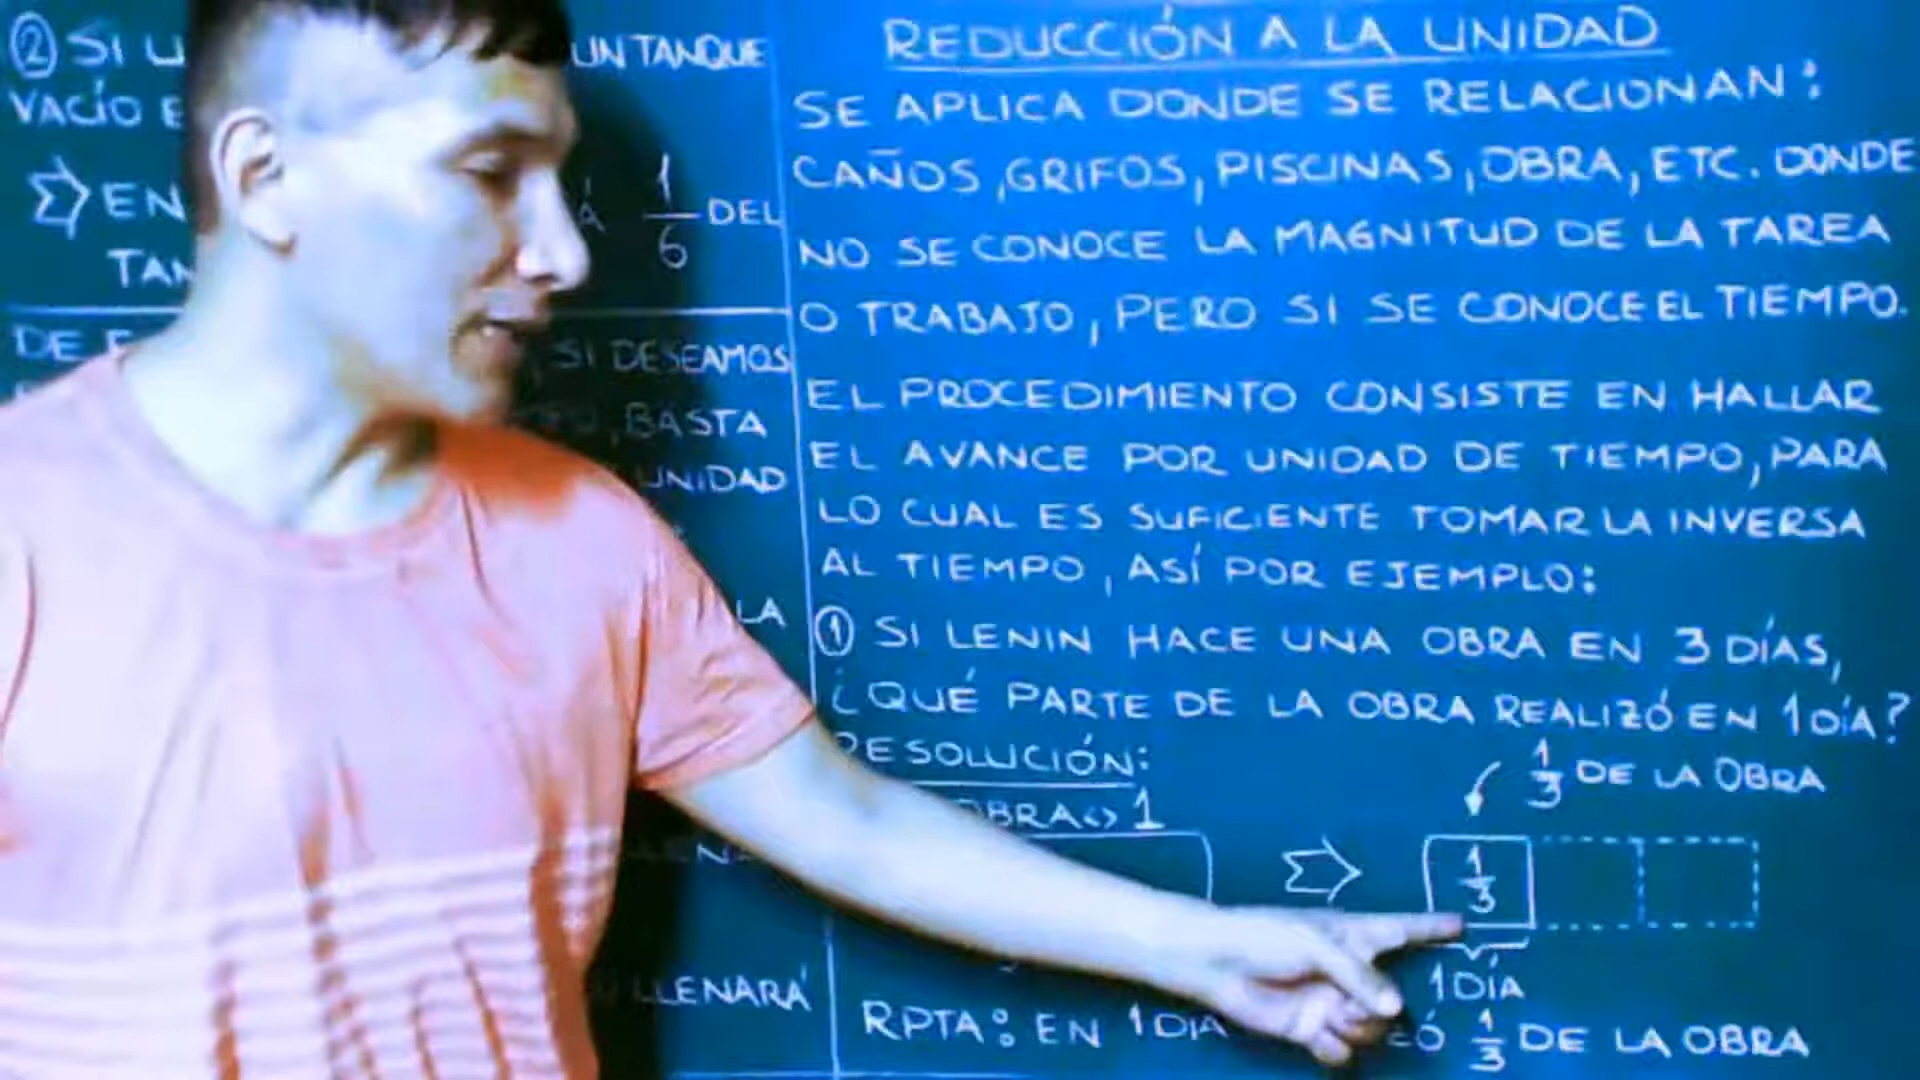 ② SI U
UN TANQUE
VACÍO E
⇒ EN
1/6 DEL
TAN
DE
SI DESEAMOS
, BASTA
UNIDAD
LA
LLENARÁ
REDUCCIÓN A LA UNIDAD
SE APLICA DONDE SE RELACIONAN:
CAÑOS, GRIFOS, PISCINAS, OBRA, ETC. DONDE
NO SE CONOCE LA MAGNITUD DE LA TAREA
O TRABAJO, PERO SI SE CONOCE EL TIEMPO.
EL PROCEDIMIENTO CONSISTE EN HALLAR
EL AVANCE POR UNIDAD DE TIEMPO, PARA
LO CUAL ES SUFICIENTE TOMAR LA INVERSA
AL TIEMPO, ASÍ POR EJEMPLO:
① SI LENIN HACE UNA OBRA EN 3 DÍAS,
¿QUÉ PARTE DE LA OBRA REALIZÓ EN 1 DÍA?
RESOLUCIÓN:
1/3 DE LA OBRA
OBRA <> 1
⇒ 1/3
1 DÍA
RPTA: EN 1 DIA
Ó 1/3 DE LA OBRA